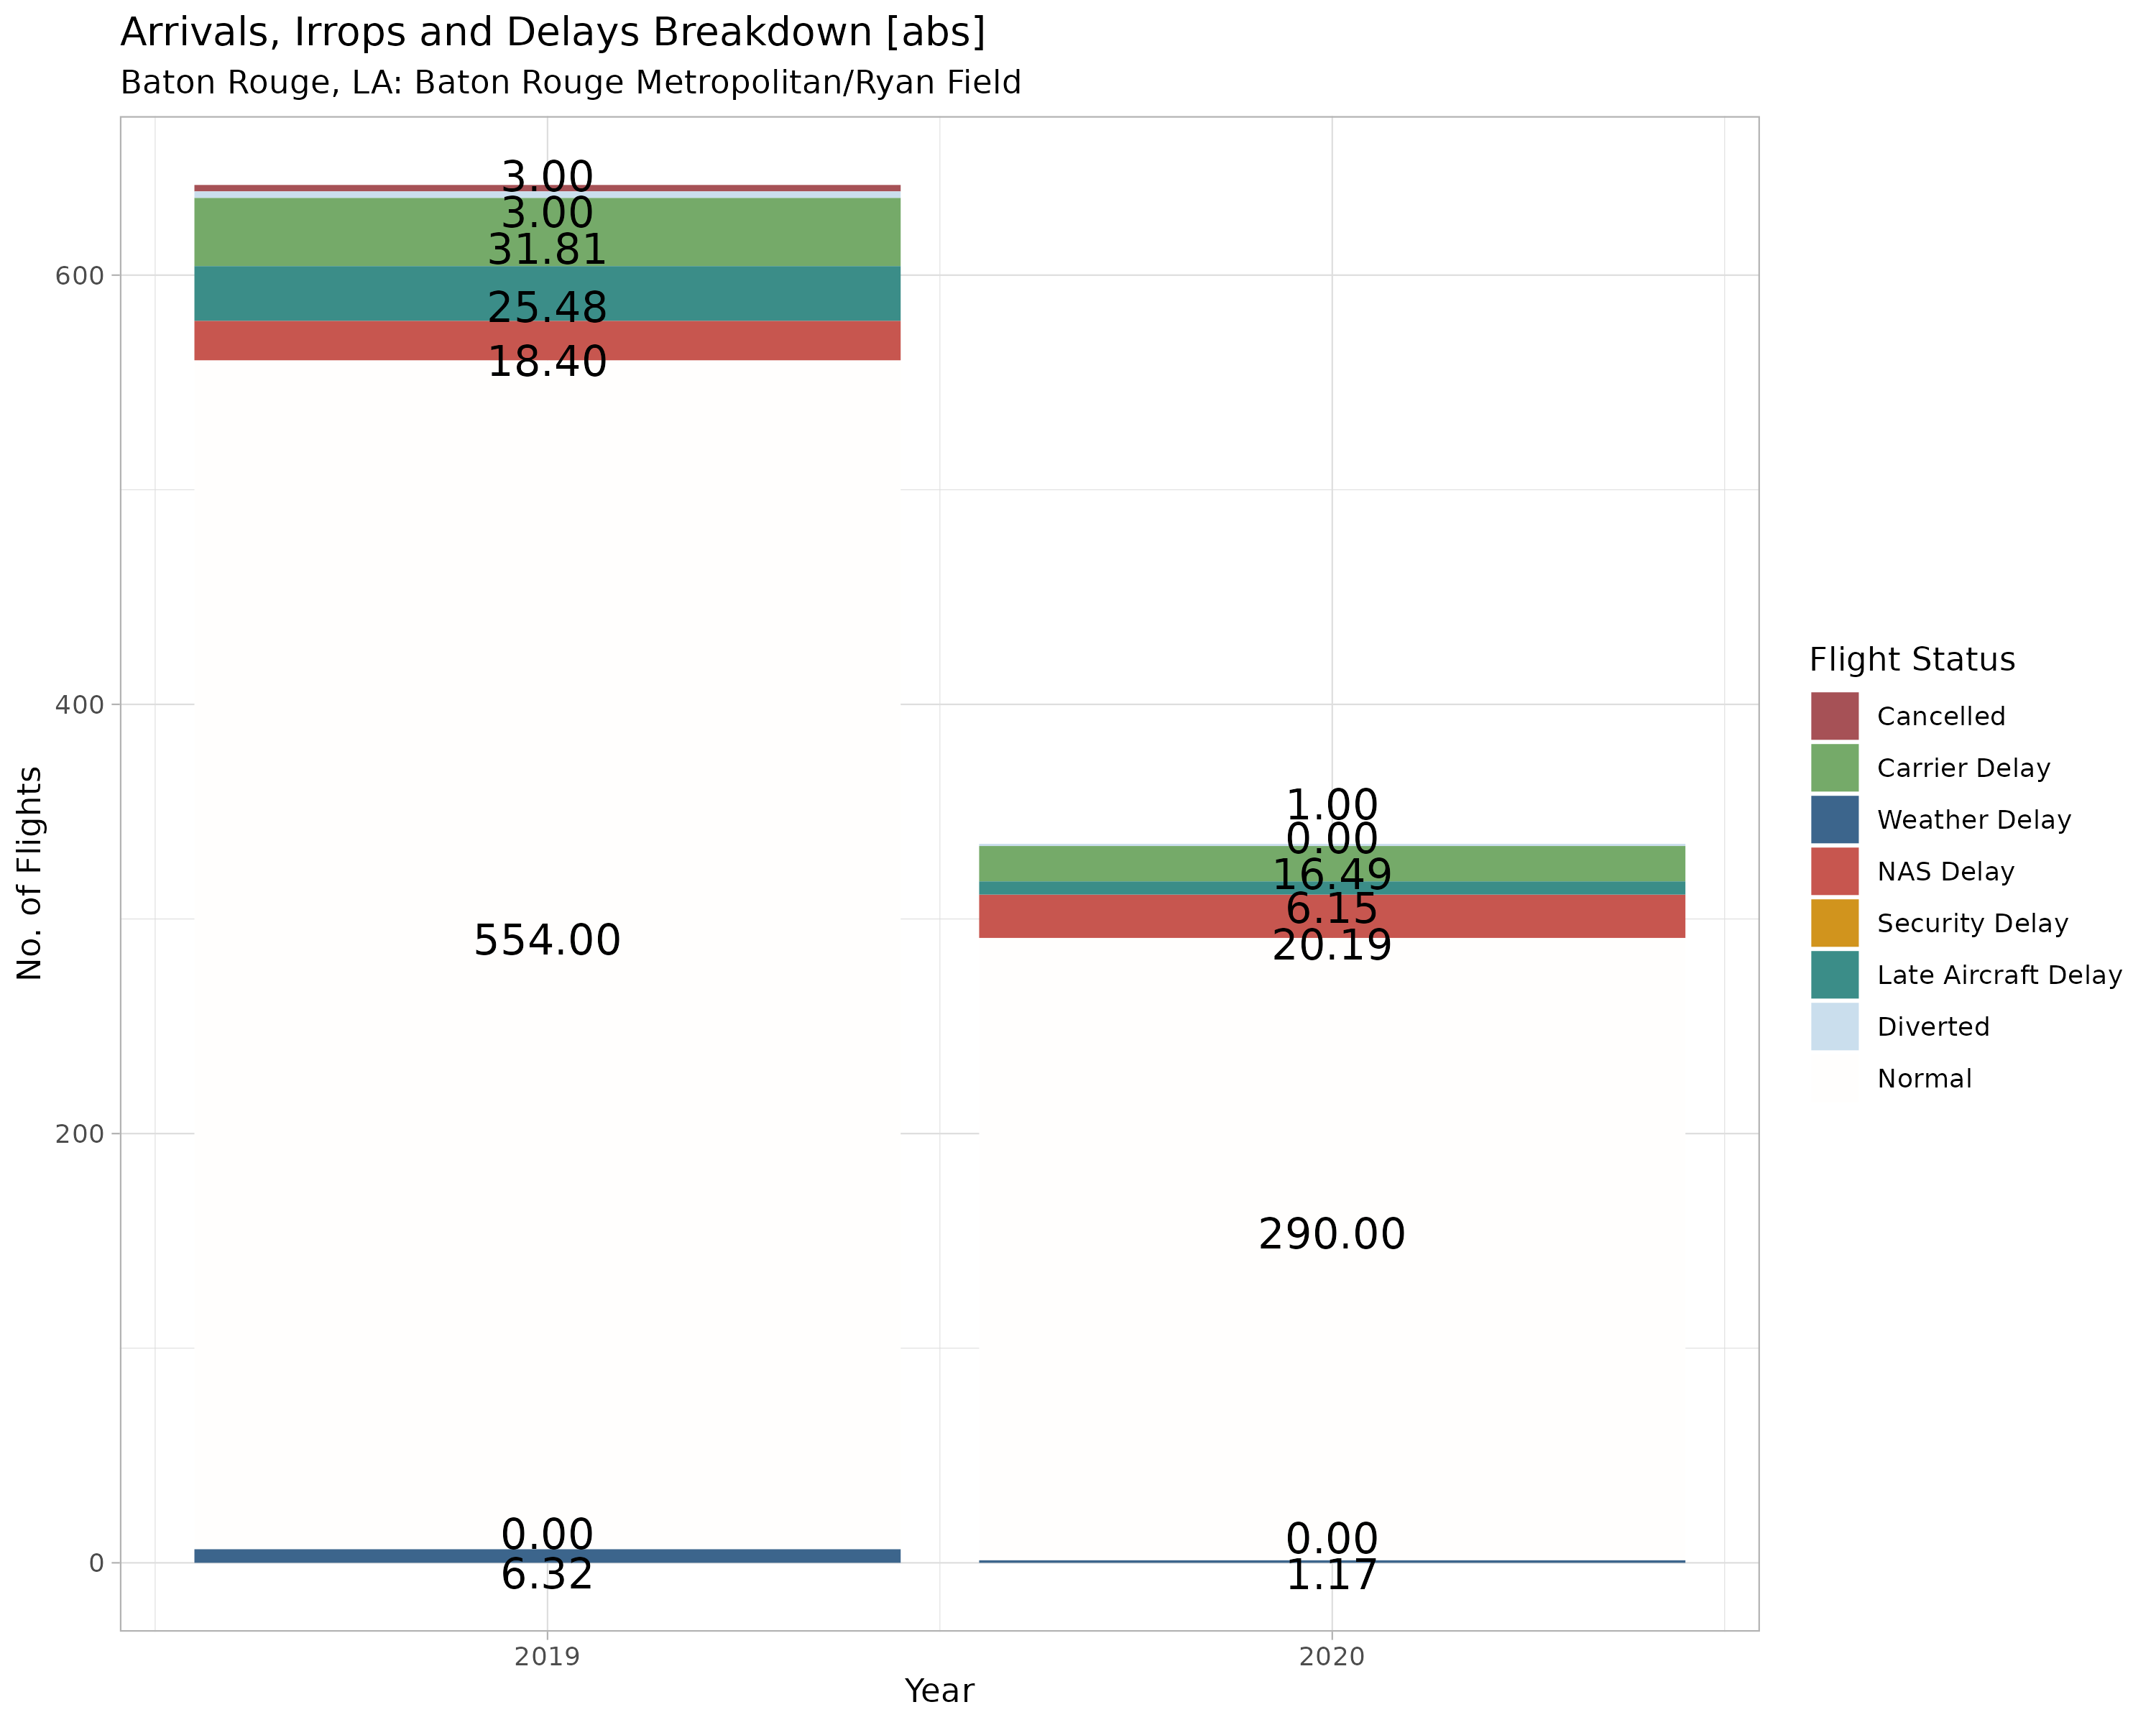 Arrivals, Irrops and Delays Breakdown [abs]
Baton Rouge, LA: Baton Rouge Metropolitan/Ryan Field
No. of Flights
600
400
200
0
3.00
3.00
31.81
25.48
18.40
554.00
0.00
6.32
1.00
0.00
16.49
6.15
20.19
290.00
0.00
1.17
2019
2020
Year
Flight Status
Cancelled
Carrier Delay
Weather Delay
NAS Delay
Security Delay
Late Aircraft Delay
Diverted
Normal